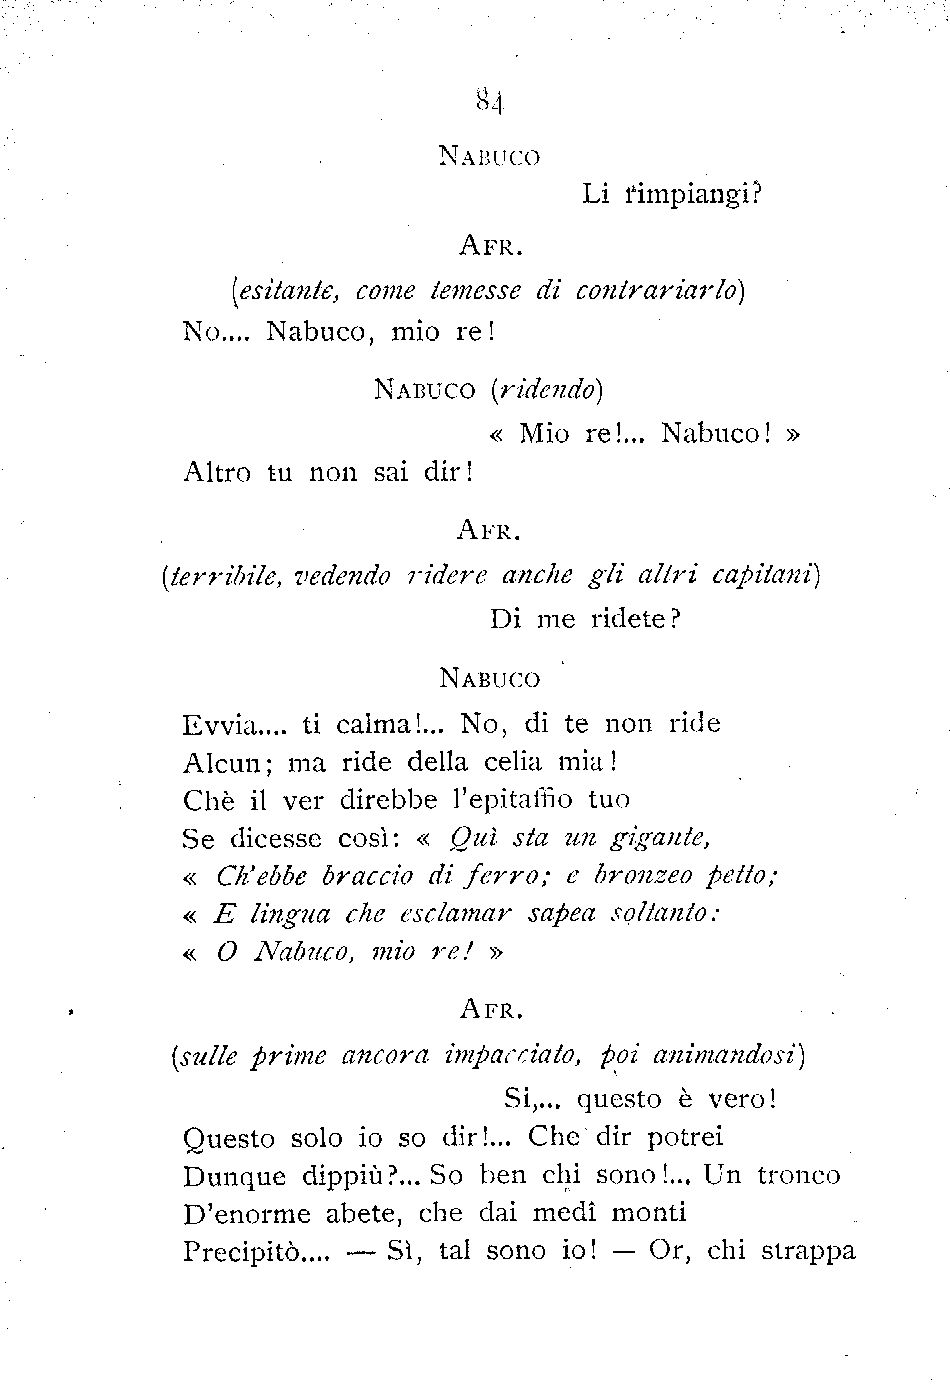 84
NABUCO
Li rimpiangi?
AFR.
(esitante, come temesse di contrariarlo)
No.... Nabuco, mio re!
NABUCO (ridendo)
« Mio re!... Nabuco! »
Altro tu non sai dir!
AFR.
(terribile, vedendo ridere anche gli altri capitani)
Di me ridete?
NABUCO
Evvia.... ti calma!... No, di te non ride
Alcun; ma ride della celia mia!
Chè il ver direbbe l'epitaffio tuo
Se dicesse così: « Quì sta un gigante,
« Ch'ebbe braccio di ferro; e bronzeo petto;
« E lingua che esclamar sapea soltanto:
« O Nabuco, mio re! »
AFR.
(sulle prime ancora impacciato, poi animandosi)
Si,... questo è vero!
Questo solo io so dir!... Che dir potrei
Dunque dippiù?... So ben chi sono!... Un tronco
D'enorme abete, che dai medî monti
Precipitò.... — Sì, tal sono io! — Or, chi strappa